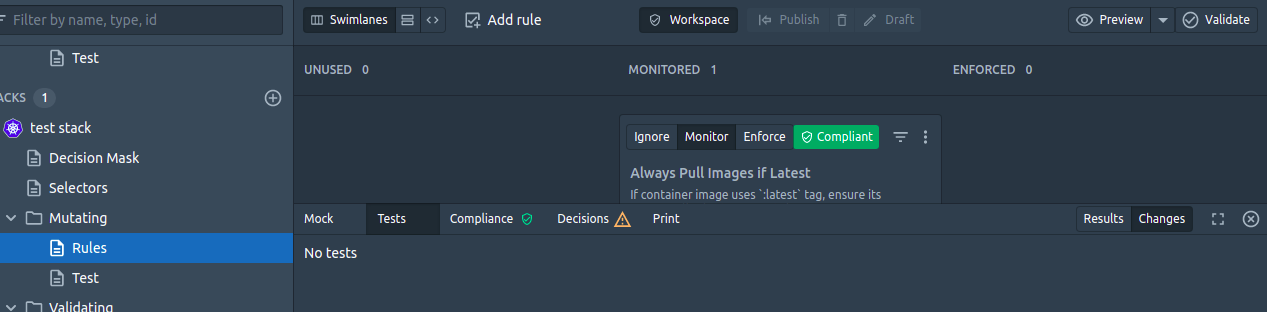 Filter by name, type, id
Swimlanes
Add rule
Workspace
Publish
Draft
Preview
Validate
Test
ACKS 1
test stack
Decision Mask
Selectors
Mutating
Rules
Test
Validating
UNUSED 0
MONITORED 1
ENFORCED 0
Ignore Monitor Enforce Compliant
Always Pull Images if Latest
If container image uses `:latest` tag, ensure its
Mock Tests Compliance Decisions Print
Results Changes
No tests